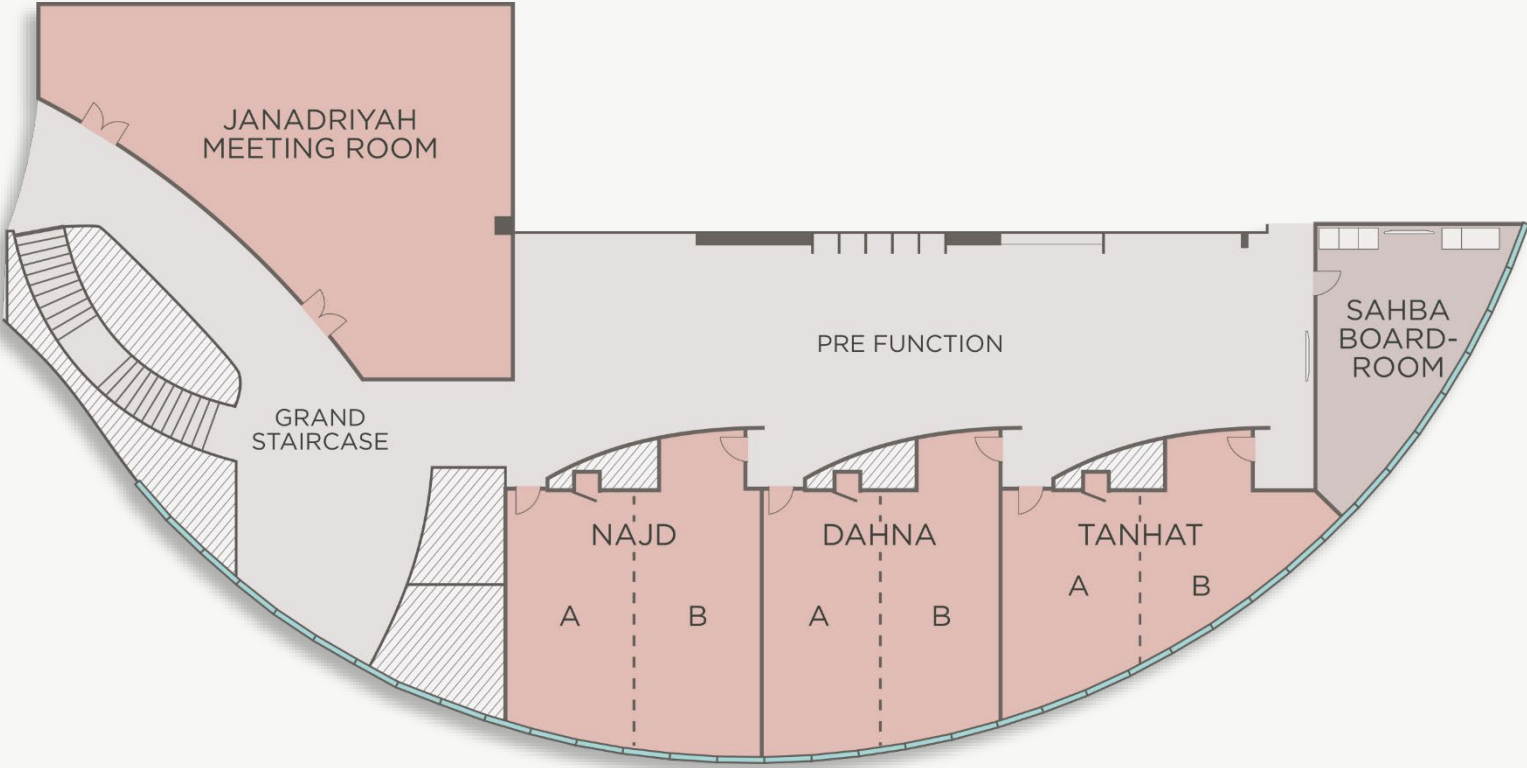 JANADRIYAH
MEETING ROOM
SAHBA
BOARD-
ROOM
PRE FUNCTION
GRAND
STAIRCASE
NAJD
A B
DAHNA
A B
TANHAT
A B